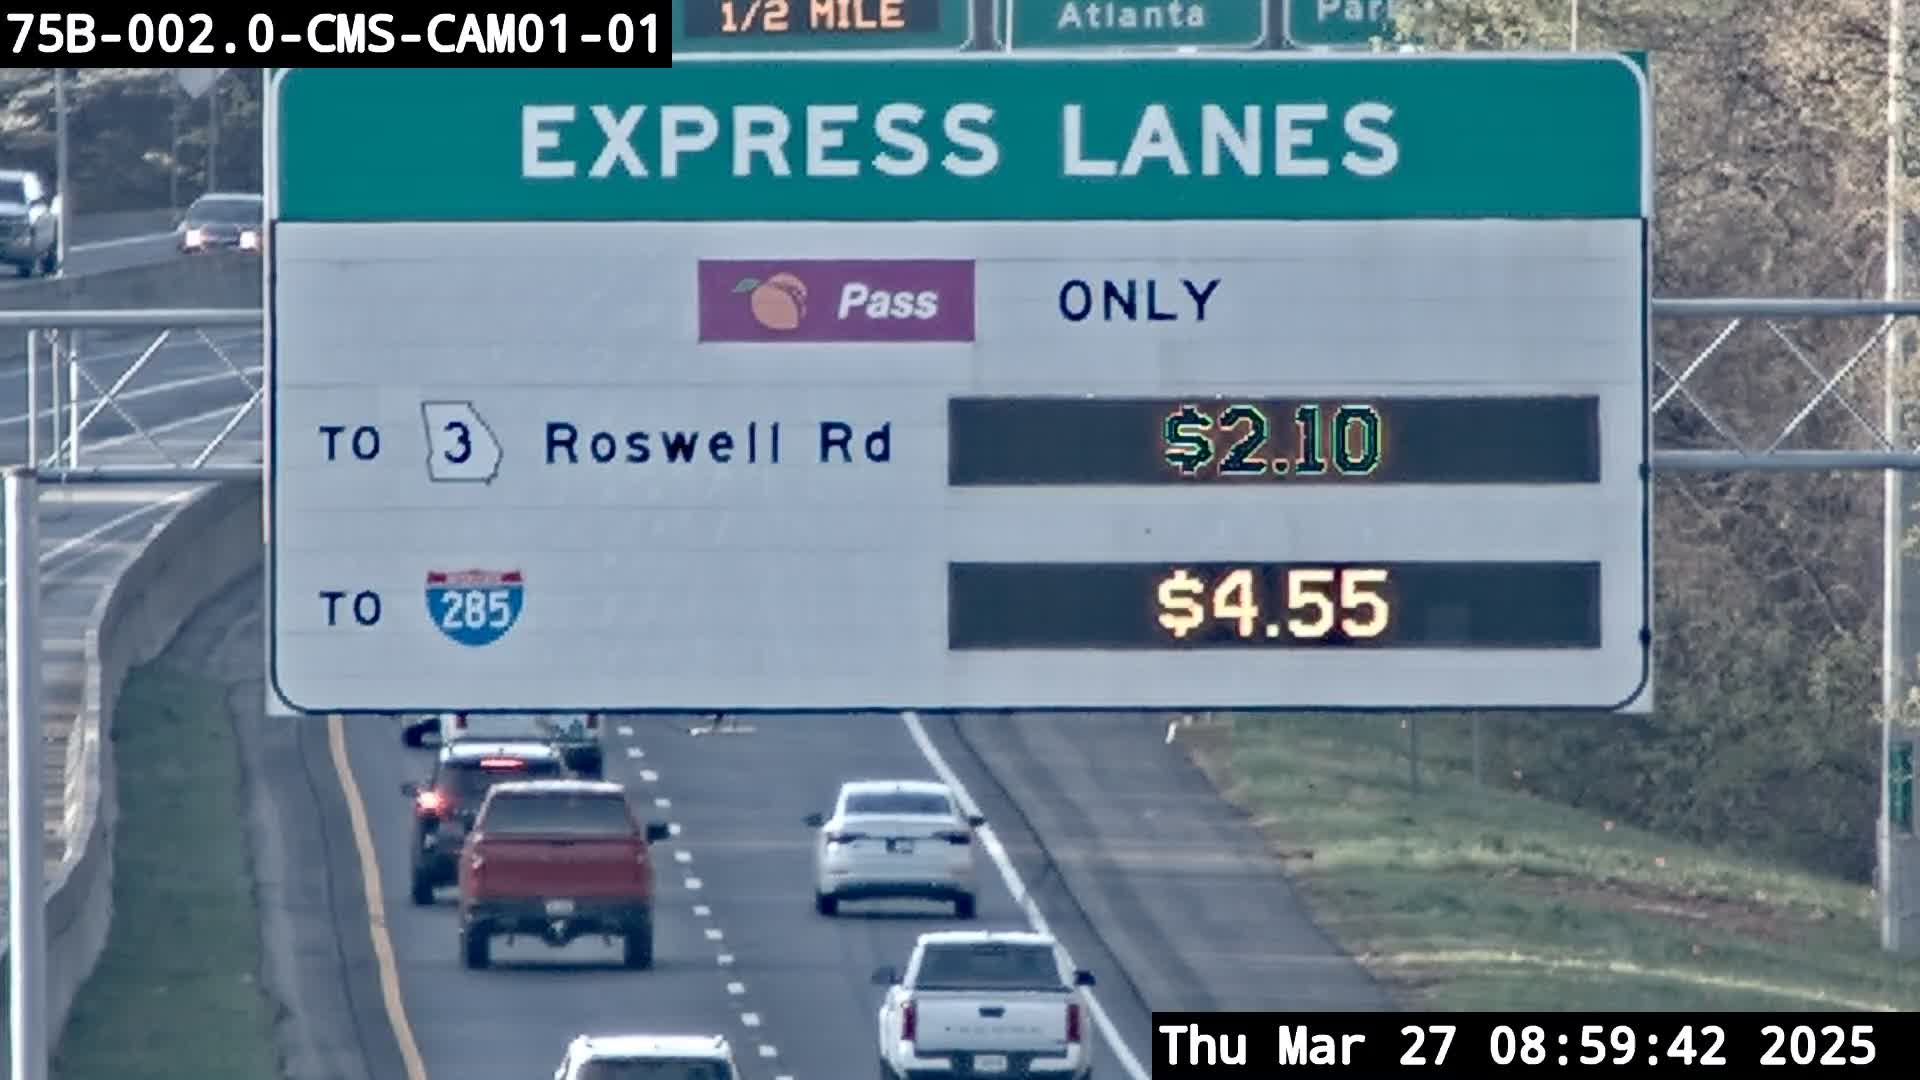 75B-002.0-CMS-CAM01-01
1/2 MILE
Atlanta
EXPRESS LANES
Pass ONLY
TO 3 Roswell Rd $2.10
TO 285 $4.55
Thu Mar 27 08:59:42 2025